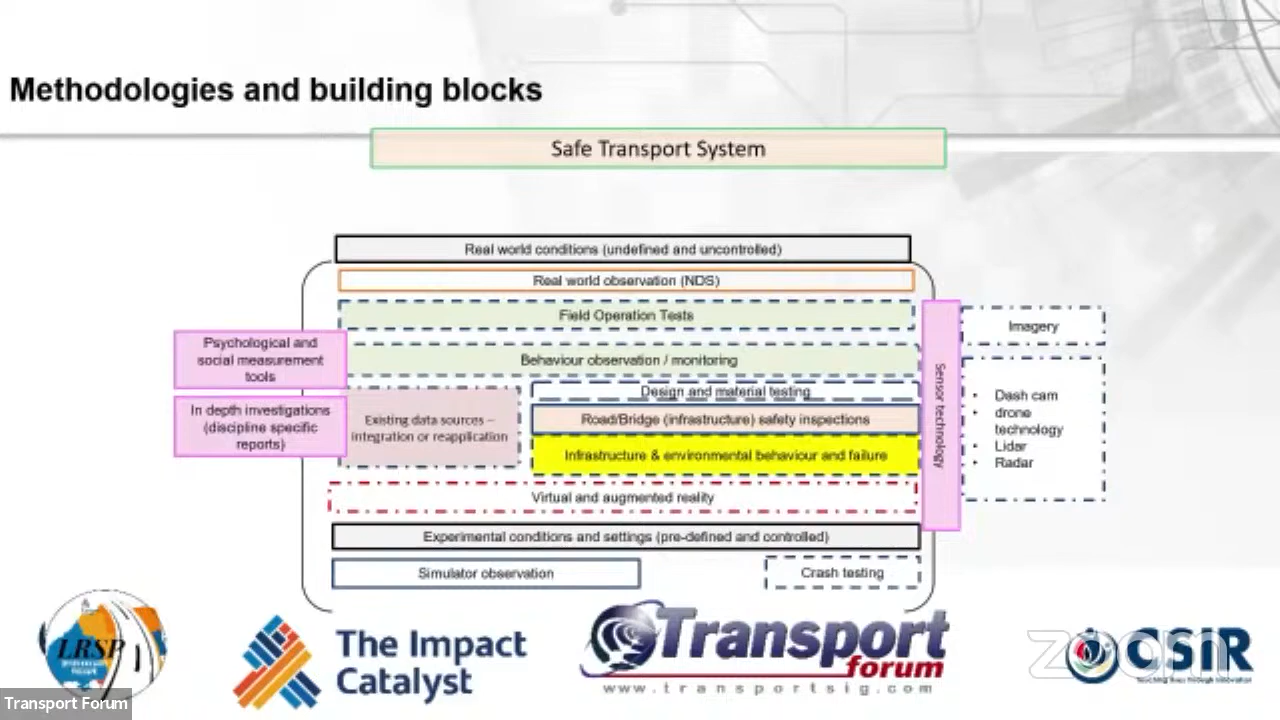 Methodologies and building blocks
Safe Transport System
Real world conditions (undefined and uncontrolled)
Real world observation (NDS)
Field Operation Tests
Behaviour observation / monitoring
Psychological and
social measurement
tools
In depth investigations
(discipline specific
reports)
Existing data sources –
integration or reapplication
Design and material testing
Road/Bridge (infrastructure) safety inspections
Infrastructure & environmental behaviour and failure
Virtual and augmented reality
Experimental conditions and settings (pre-defined and controlled)
Simulator observation
Crash testing
Sensor technology
Imagery
• Dash cam
• drone
technology
• Lidar
• Radar
LRSP
The Impact
Catalyst
Transport
forum
www.transportsig.com
zoom
CSIR
Transport Forum